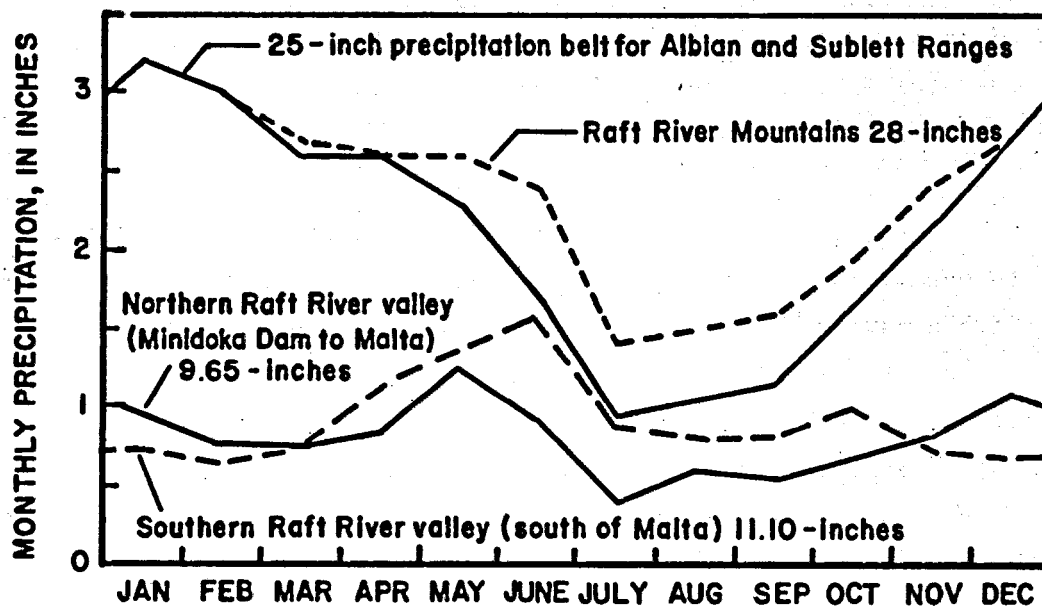 MONTHLY PRECIPITATION, IN INCHES
3
2
1
0
25-inch precipitation belt for Albian and Sublett Ranges
Raft River Mountains 28-inches
Northern Raft River valley
(Minidoka Dam to Malta)
9.65-inches
Southern Raft River valley (south of Malta) 11.10-inches
JAN FEB MAR APR MAY JUNE JULY AUG SEP OCT NOV DEC